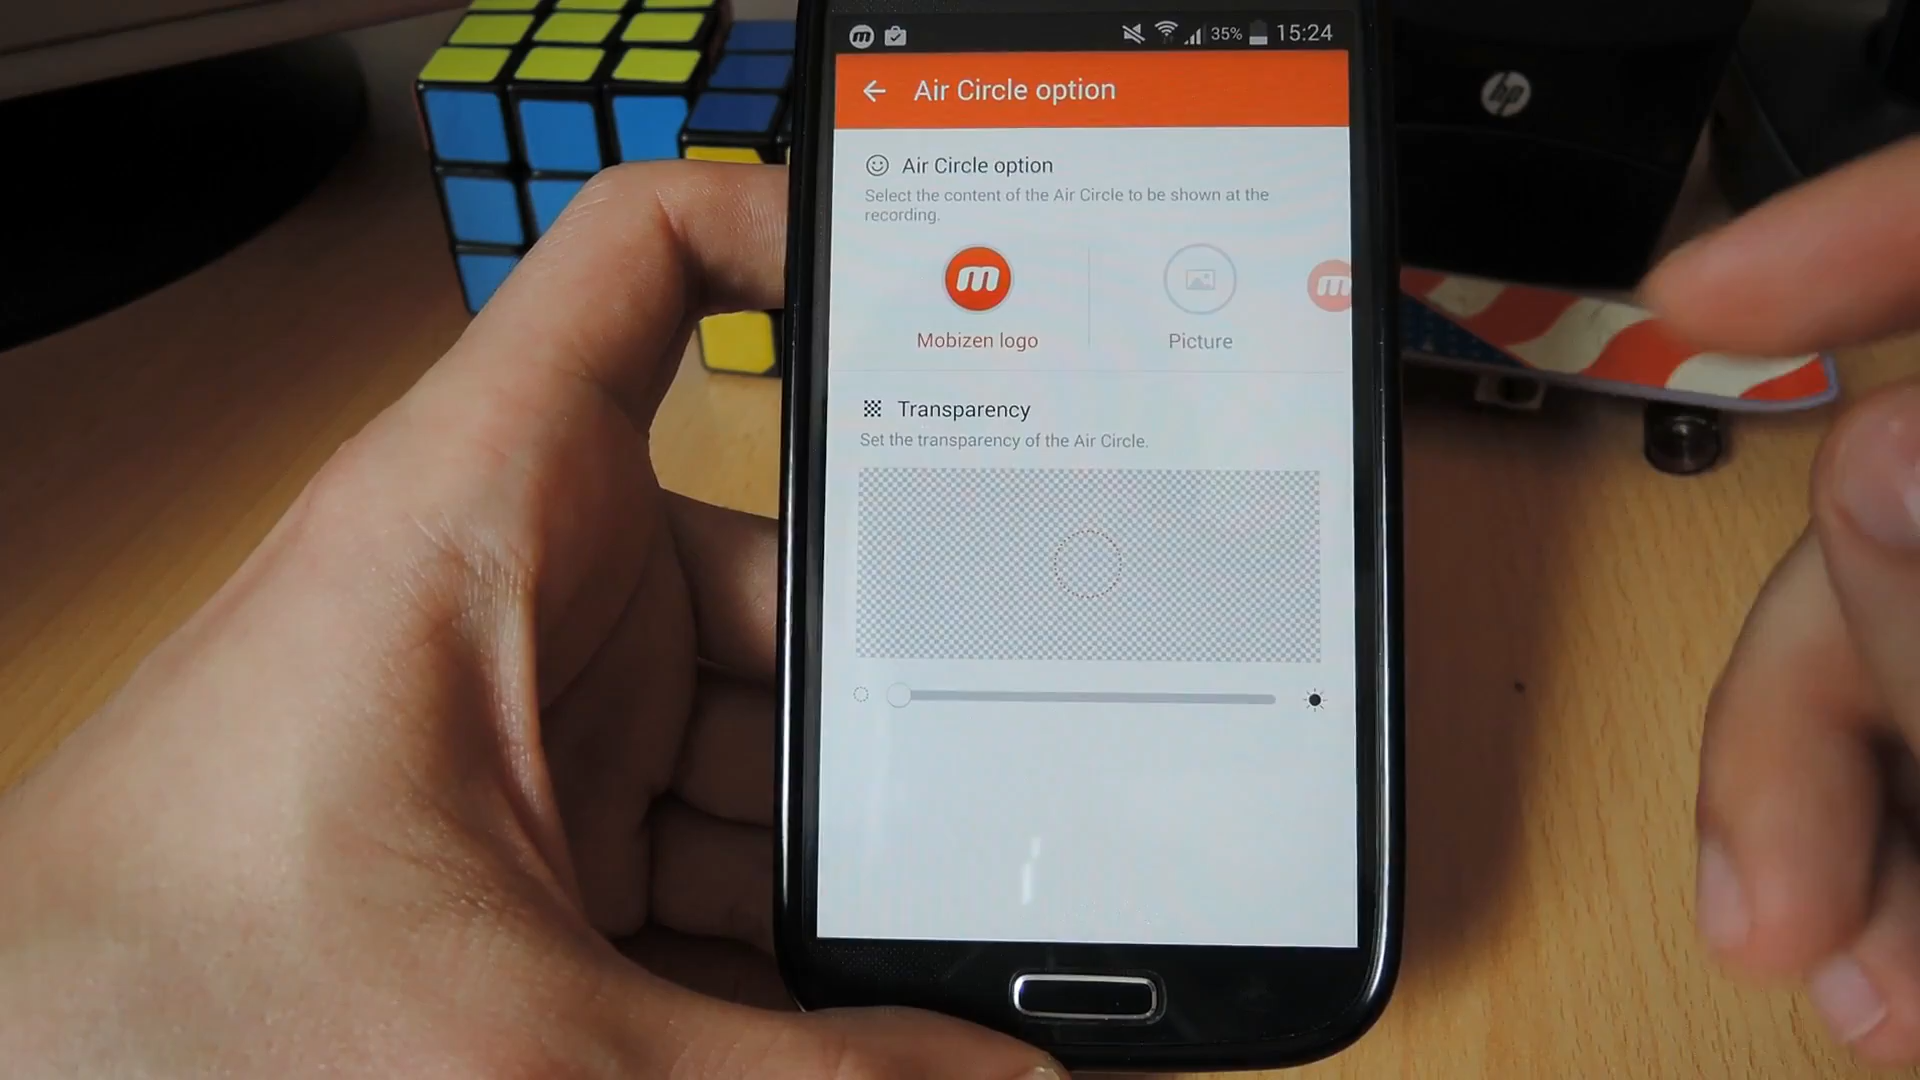 m 35% 15:24
Air Circle option
hp
Air Circle option
Select the content of the Air Circle to be shown at the
recording.
m m
Mobizen logo Picture
Transparency
Set the transparency of the Air Circle.